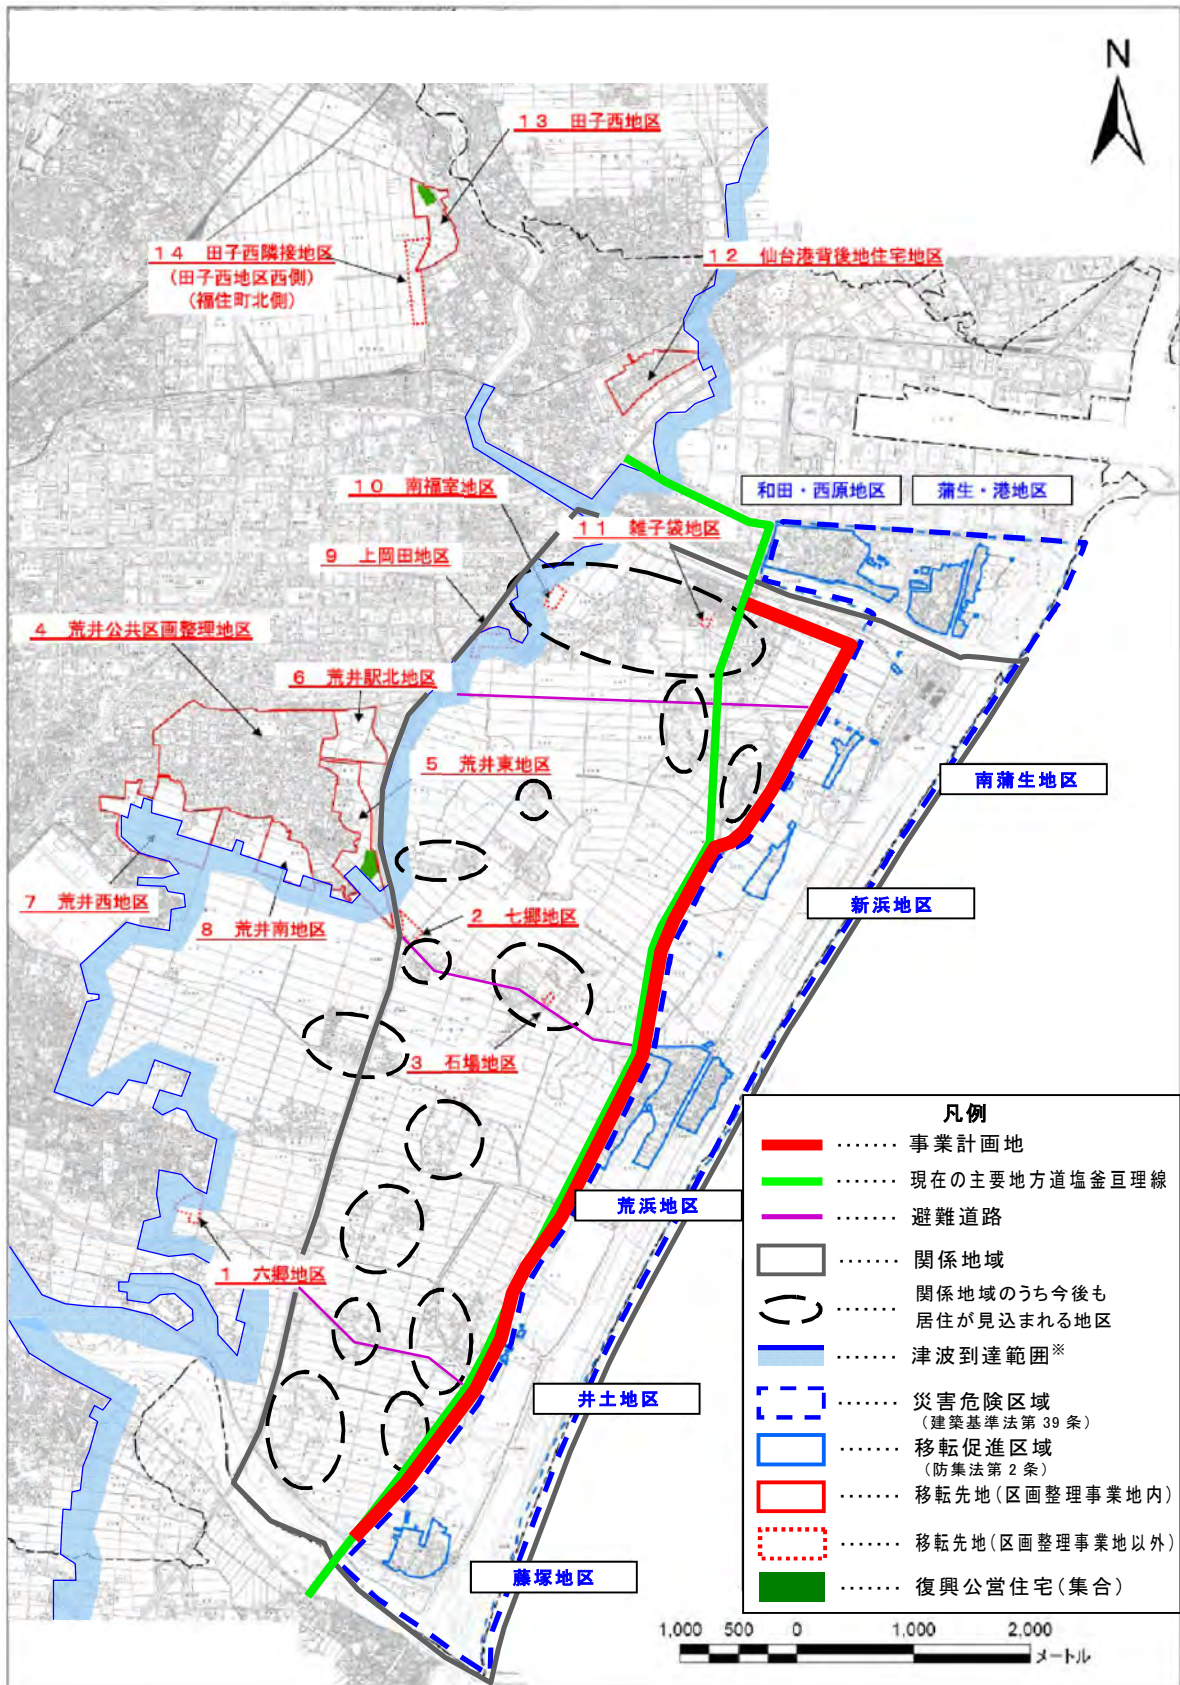 N
13 田子西地区
14 田子西隣接地区
(田子西地区西側)
(福住町北側)
12 仙台港背後地住宅地区
10 南福室地区
和田・西原地区
蒲生・港地区
11 雑子袋地区
9 上岡田地区
4 荒井公共区画整理地区
6 荒井駅北地区
5 荒井東地区
南蒲生地区
7 荒井西地区
8 荒井南地区
2 七郷地区
新浜地区
3 石場地区
荒浜地区
1 六郷地区
井土地区
藤塚地区
凡例
……. 事業計画地
……. 現在の主要地方道塩釜亘理線
……. 避難道路
……. 関係地域
……. 関係地域のうち今後も
居住が見込まれる地区
……. 津波到達範囲※
……. 災害危険区域
(建築基準法第39条)
……. 移転促進区域
(防集法第2条)
……. 移転先地(区画整理事業地内)
……. 移転先地(区画整理事業地以外)
……. 復興公営住宅(集合)
1,000 500 0 1,000 2,000
メートル